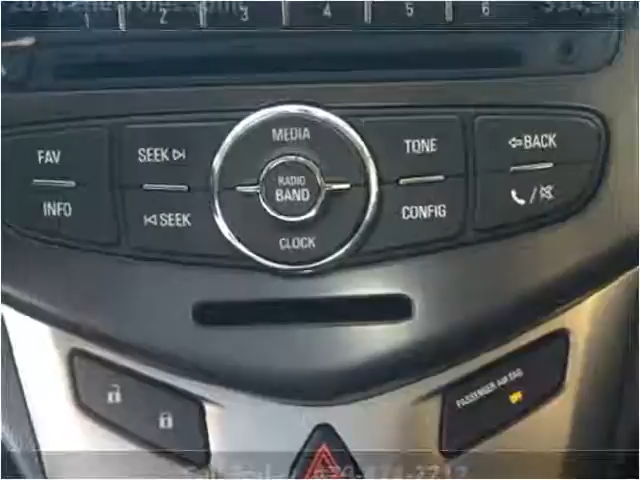 1 2 3 4 5 6
MEDIA
FAV SEEK TONE BACK
RADIO
BAND
INFO SEEK CONFIG
CLOCK
PASSENGER AIR BAG
OFF